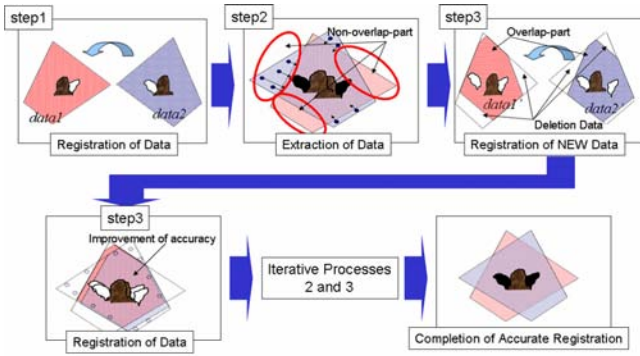 step1
data1
data2
Registration of Data
step2
Non-overlap-part
Extraction of Data
step3
Overlap-part
data1
data2
Deletion Data
Registration of NEW Data
step3
Improvement of accuracy
Registration of Data
Iterative Processes
2 and 3
Completion of Accurate Registration